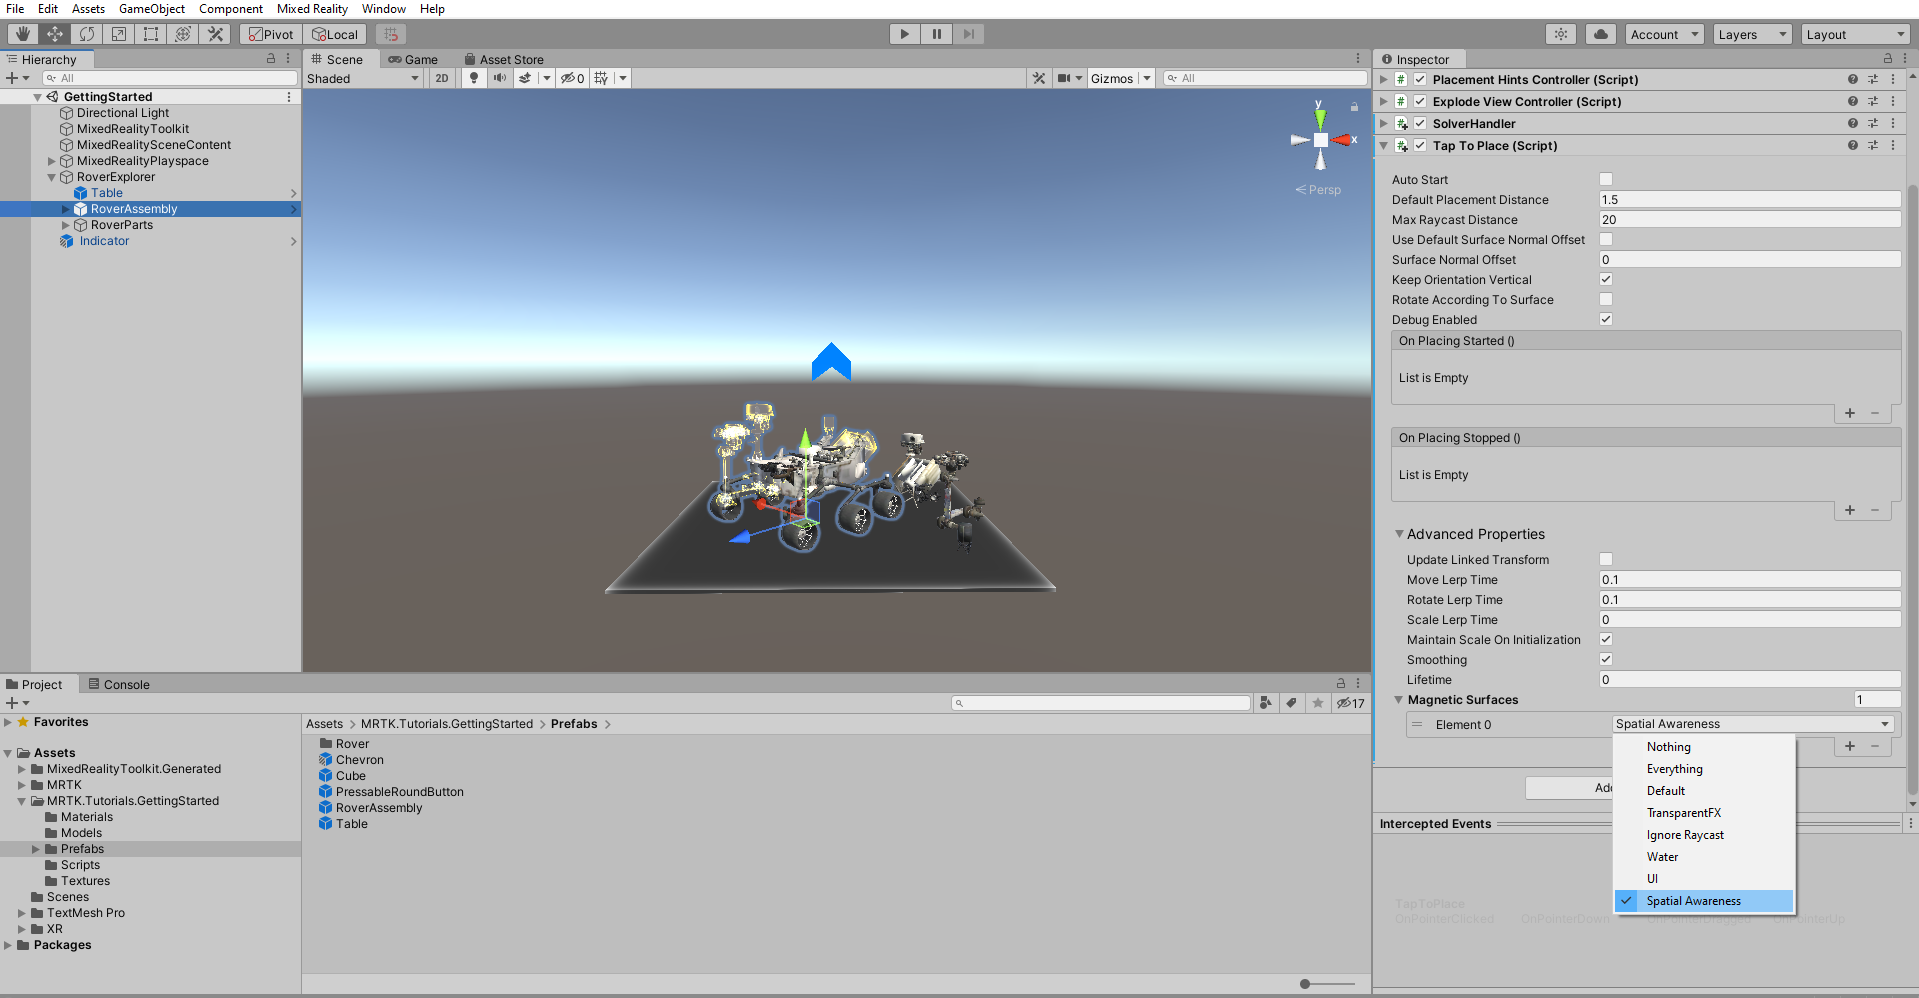 File Edit Assets GameObject Component Mixed Reality Window Help
Pivot Local Account Layers Layout
Hierarchy
All
GettingStarted
Directional Light
MixedRealityToolkit
MixedRealitySceneContent
MixedRealityPlayspace
RoverExplorer
Table
RoverAssembly
RoverParts
Indicator
Scene Game Asset Store
Shaded 2D 0 Gizmos All
y
x
Persp
Inspector
Placement Hints Controller (Script)
Explode View Controller (Script)
SolverHandler
Tap To Place (Script)
Auto Start
Default Placement Distance 1.5
Max Raycast Distance 20
Use Default Surface Normal Offset
Surface Normal Offset 0
Keep Orientation Vertical
Rotate According To Surface
Debug Enabled
On Placing Started ()
List is Empty
On Placing Stopped ()
List is Empty
Advanced Properties
Update Linked Transform
Move Lerp Time 0.1
Rotate Lerp Time 0.1
Scale Lerp Time 0
Maintain Scale On Initialization
Smoothing
Lifetime 0
Magnetic Surfaces 1
Element 0 Spatial Awareness
Nothing
Everything
Default
TransparentFX
Ignore Raycast
Water
UI
Spatial Awareness
Intercepted Events
TapToPlace
OnPointerClicked OnPointerDown OnPointerDragged OnPointerUp
Project Console
17
Favorites
Assets
MixedRealityToolkit.Generated
MRTK
MRTK.Tutorials.GettingStarted
Materials
Models
Prefabs
Scripts
Textures
Scenes
TextMesh Pro
XR
Packages
Assets > MRTK.Tutorials.GettingStarted > Prefabs >
Rover
Chevron
Cube
PressableRoundButton
RoverAssembly
Table